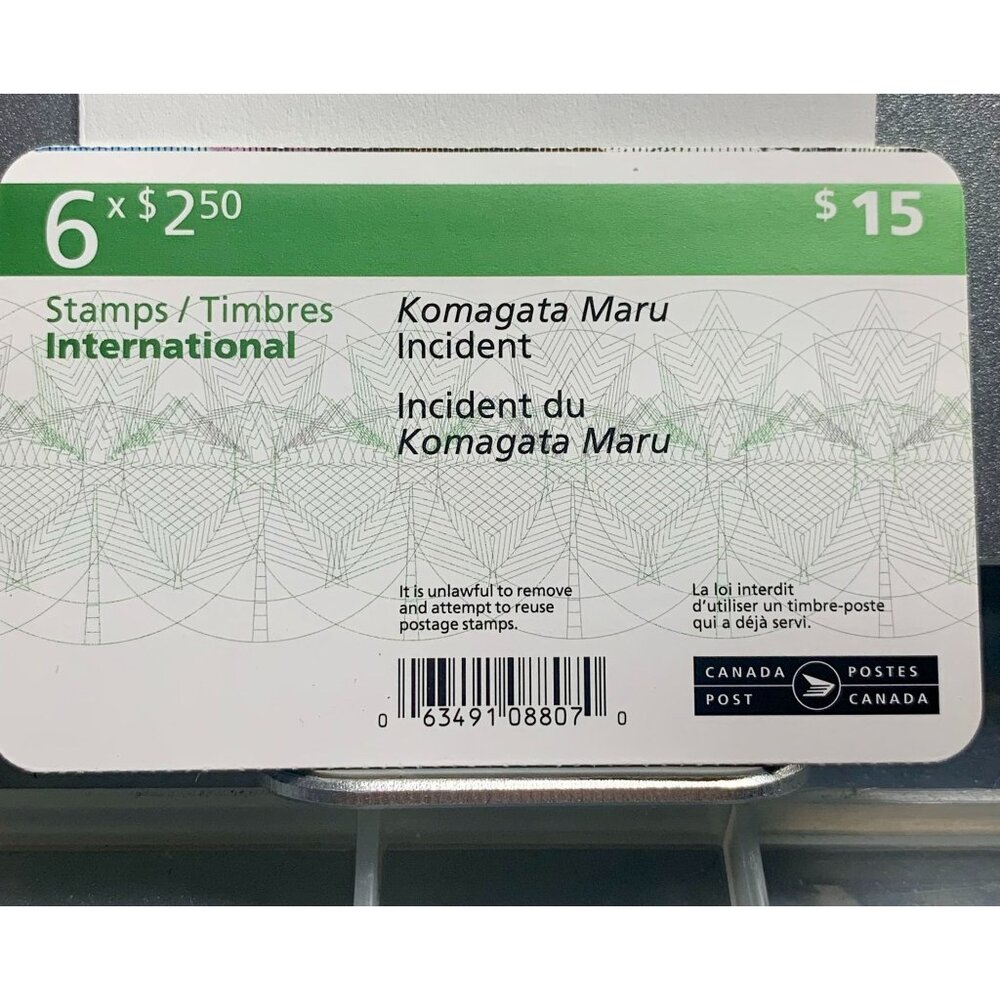 6 x $2.50
$ 15
Stamps / Timbres
International
Komagata Maru
Incident
Incident du
Komagata Maru
It is unlawful to remove
and attempt to reuse
postage stamps.
La loi interdit
d'utiliser un timbre-poste
qui a déjà servi.
0 63491 08807 0
CANADA POSTES
POST CANADA